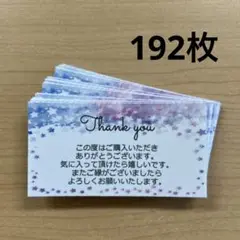 192枚
Thank you
この度はご購入いただき
ありがとうございます。
気に入って頂けたら嬉しいです。
またご縁がございましたら
よろしくお願いいたします。